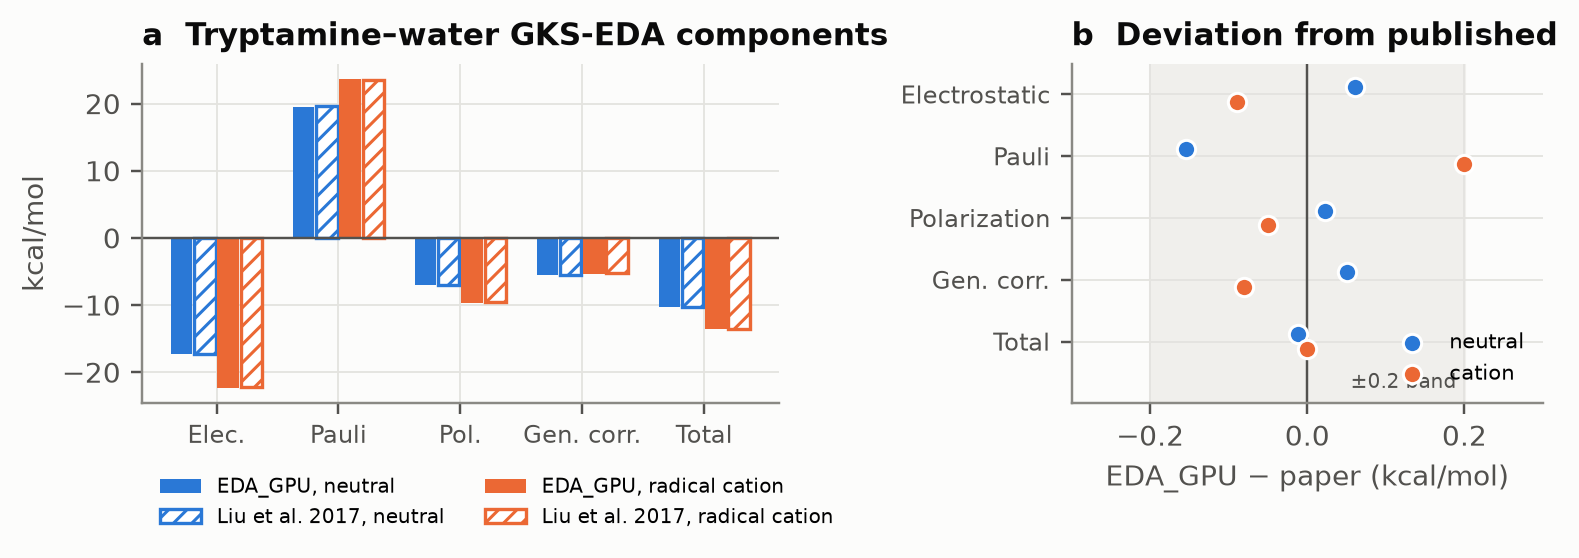 a Tryptamine–water GKS-EDA components
kcal/mol
20
10
0
−10
−20
Elec.
Pauli
Pol.
Gen. corr.
Total
EDA_GPU, neutral
EDA_GPU, radical cation
Liu et al. 2017, neutral
Liu et al. 2017, radical cation
b Deviation from published
Electrostatic
Pauli
Polarization
Gen. corr.
Total
neutral
cation
±0.2 band
−0.2
0.0
0.2
EDA_GPU − paper (kcal/mol)